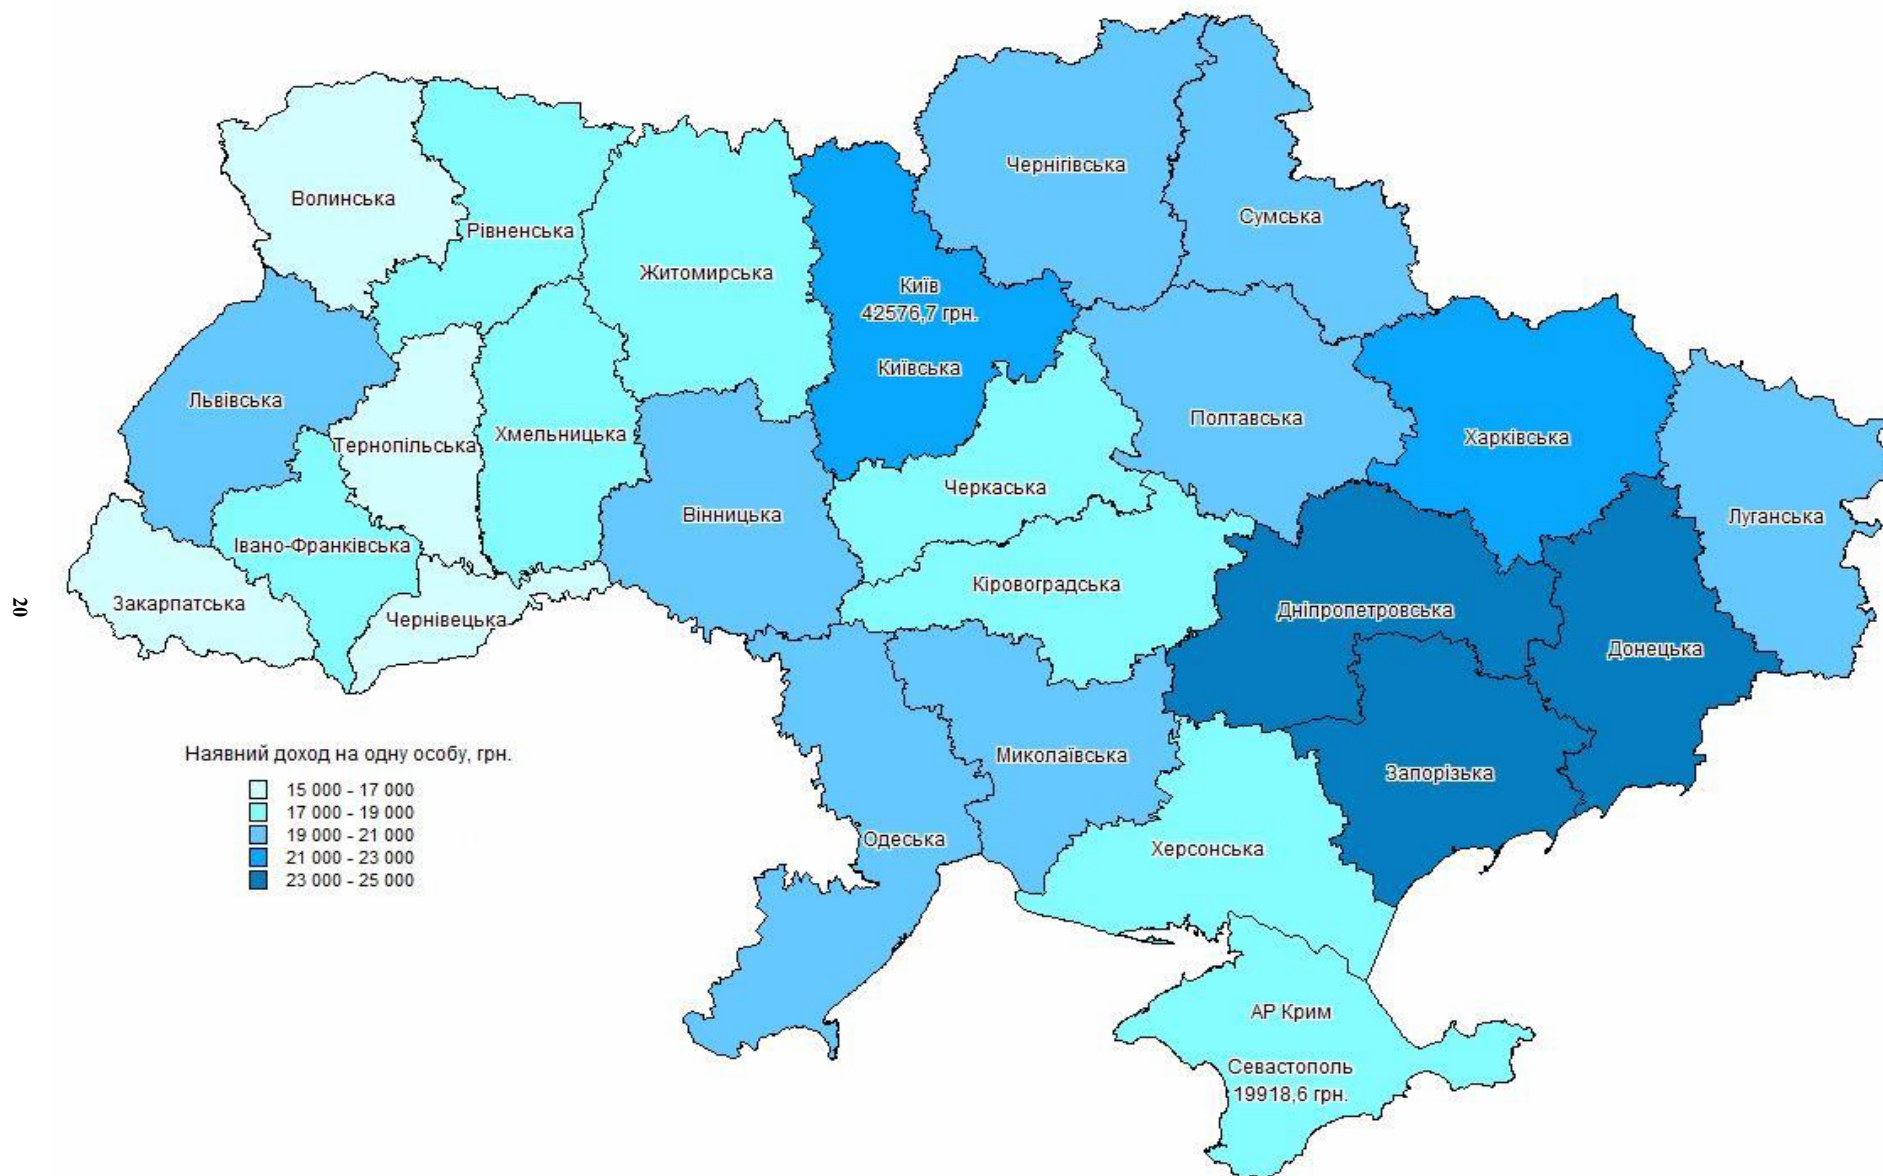 Чернігівська
Волинська
Сумська
Рівненська
Житомирська
Київ
42576,7 грн.
Київська
Львівська
Полтавська
Тернопільська
Хмельницька
Харківська
Черкаська
Вінницька
Луганська
Івано-Франківська
Кіровоградська
Закарпатська
Чернівецька
Дніпропетровська
Донецька
20
Миколаївська
Запорізька
Одеська
Херсонська
Наявний доход на одну особу, грн.
15 000 - 17 000
17 000 - 19 000
19 000 - 21 000
21 000 - 23 000
23 000 - 25 000
АР Крим
Севастополь
19918,6 грн.